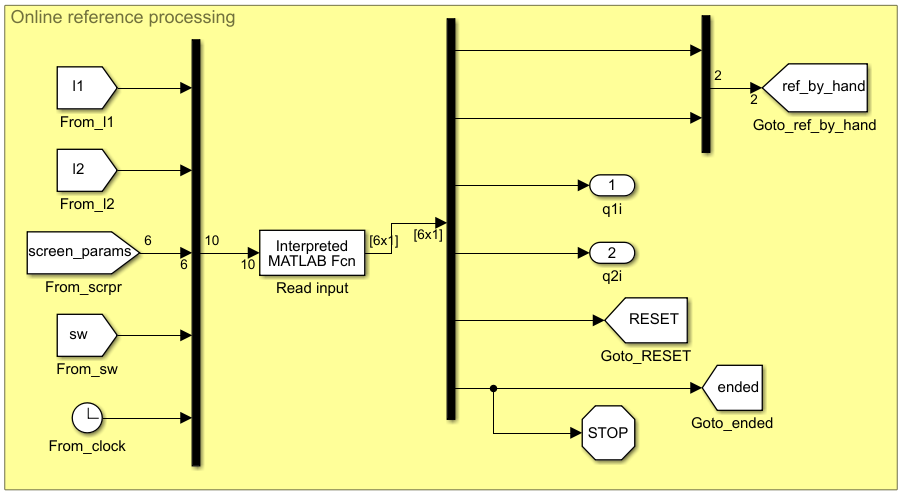 Online reference processing
l1
From_l1
l2
From_l2
screen_params
6
6
From_scrpr
sw
From_sw
From_clock
10
10
Interpreted
MATLAB Fcn
Read input
[6x1]
[6x1]
2
2
ref_by_hand
Goto_ref_by_hand
1
q1i
2
q2i
RESET
Goto_RESET
ended
Goto_ended
STOP